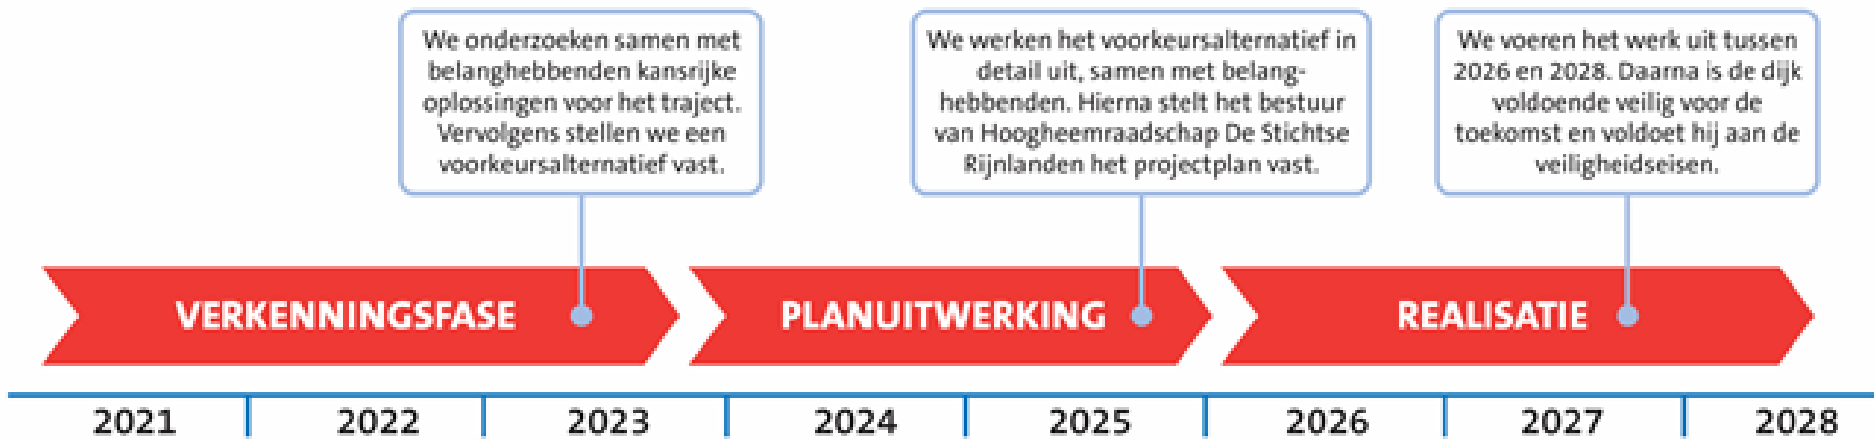 We onderzoeken samen met
belanghebbenden kansrijke
oplossingen voor het traject.
Vervolgens stellen we een
voorkeursalternatief vast.
We werken het voorkeursalternatief in
detail uit, samen met belang-
hebbenden. Hierna stelt het bestuur
van Hoogheemraadschap De Stichtse
Rijnlanden het projectplan vast.
We voeren het werk uit tussen
2026 en 2028. Daarna is de dijk
voldoende veilig voor de
toekomst en voldoet hij aan de
veiligheidseisen.
VERKENNINGSFASE
PLANUITWERKING
REALISATIE
2021
2022
2023
2024
2025
2026
2027
2028